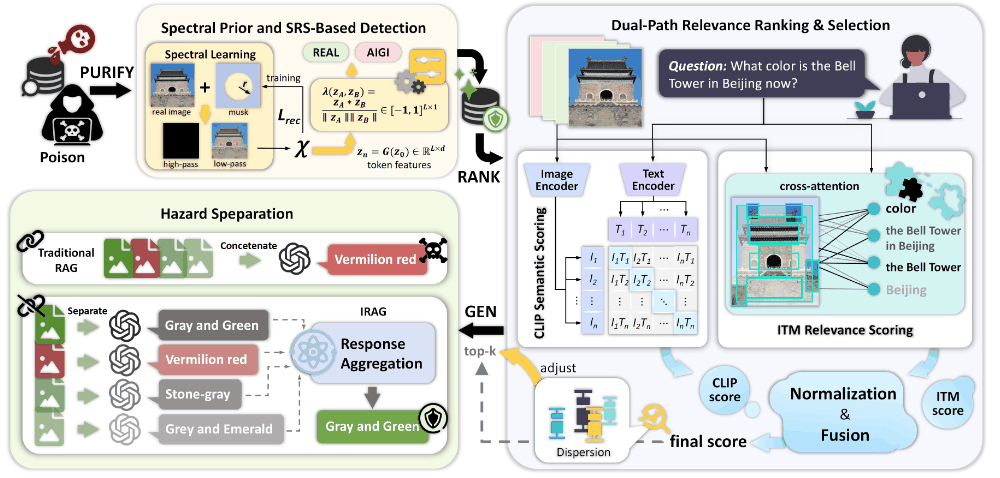 Spectral Prior and SRS-Based Detection
PURIFY
Poison
Spectral Learning
real image
+
musk
r
high-pass
low-pass
training
L_rec
χ
REAL
AIGI
λ(z_A, z_B) =
z_A * z_B
‖ z_A ‖‖ z_B ‖
∈ [−1, 1]^{L×1}
z_n = G(z_0) ∈ ℝ^{L×d}
token features
RANK
Dual-Path Relevance Ranking & Selection
Question: What color is the Bell
Tower in Beijing now?
CLIP Semantic Scoring
Image
Encoder
Text
Encoder
...
T_1 T_2 ... T_n
I_1 I_1T_1 I_2T_1 ... I_nT_1
I_2 I_1T_2 I_2T_2 ... I_nT_2
I_n I_1T_n I_2T_n ... I_nT_n
cross-attention
color
the Bell Tower
in Beijing
the Bell Tower
Beijing
ITM Relevance Scoring
CLIP
score
Normalization
&
Fusion
ITM
score
final score
Dispersion
adjust
top-k
GEN
Hazard Speparation
Traditional
RAG
Concatenate
Vermilion red
Separate
Gray and Green
Vermilion red
Stone-gray
Grey and Emerald
IRAG
Response
Aggregation
Gray and Green